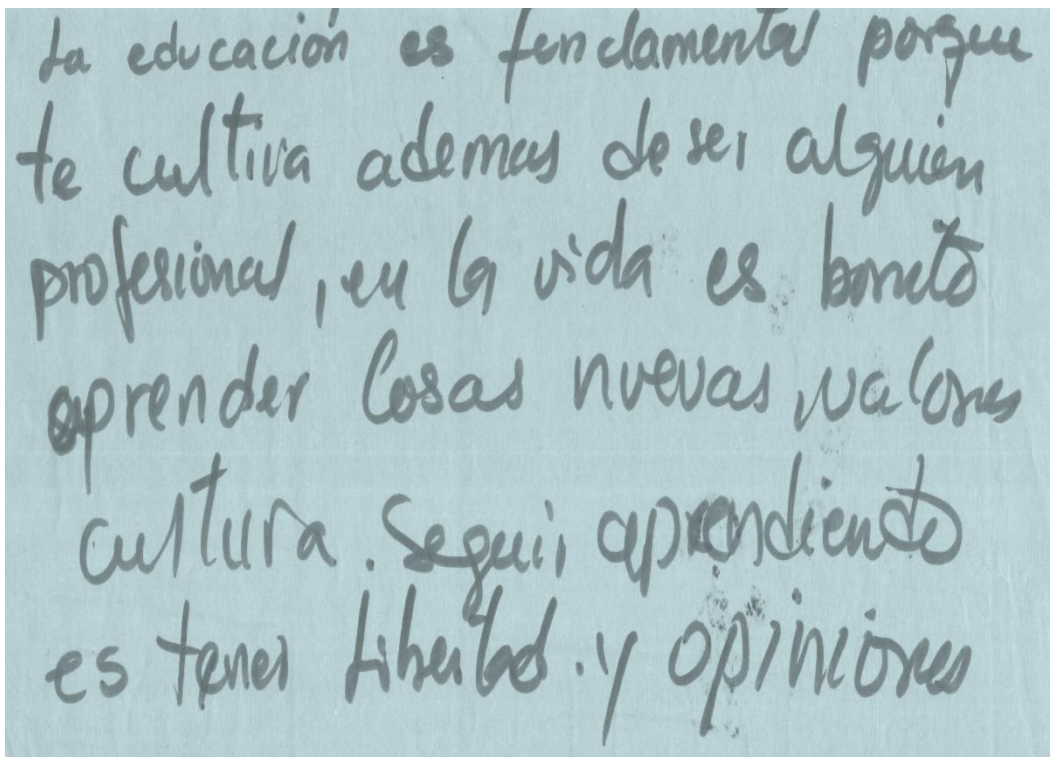 La educación es fundamental porque
te cultiva ademas de ser alguien
profesional, en la vida es bonito
aprender cosas nuevas, valores
cultura. Seguir aprendiendo
es tener Libertad. y opiniones